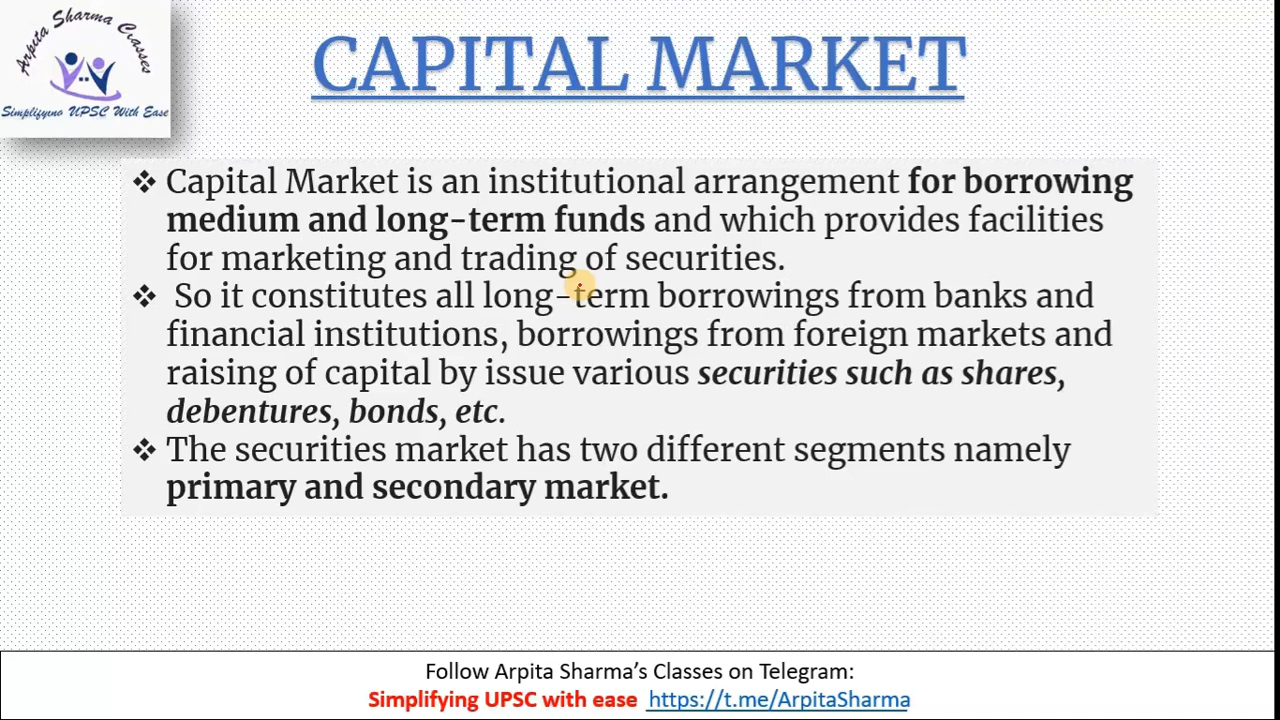 Arpita Sharma Classes
Simplifying UPSC With Ease
CAPITAL MARKET
❖ Capital Market is an institutional arrangement for borrowing
medium and long-term funds and which provides facilities
for marketing and trading of securities.
❖ So it constitutes all long-term borrowings from banks and
financial institutions, borrowings from foreign markets and
raising of capital by issue various securities such as shares,
debentures, bonds, etc.
❖ The securities market has two different segments namely
primary and secondary market.
Follow Arpita Sharma’s Classes on Telegram:
Simplifying UPSC with ease https://t.me/ArpitaSharma